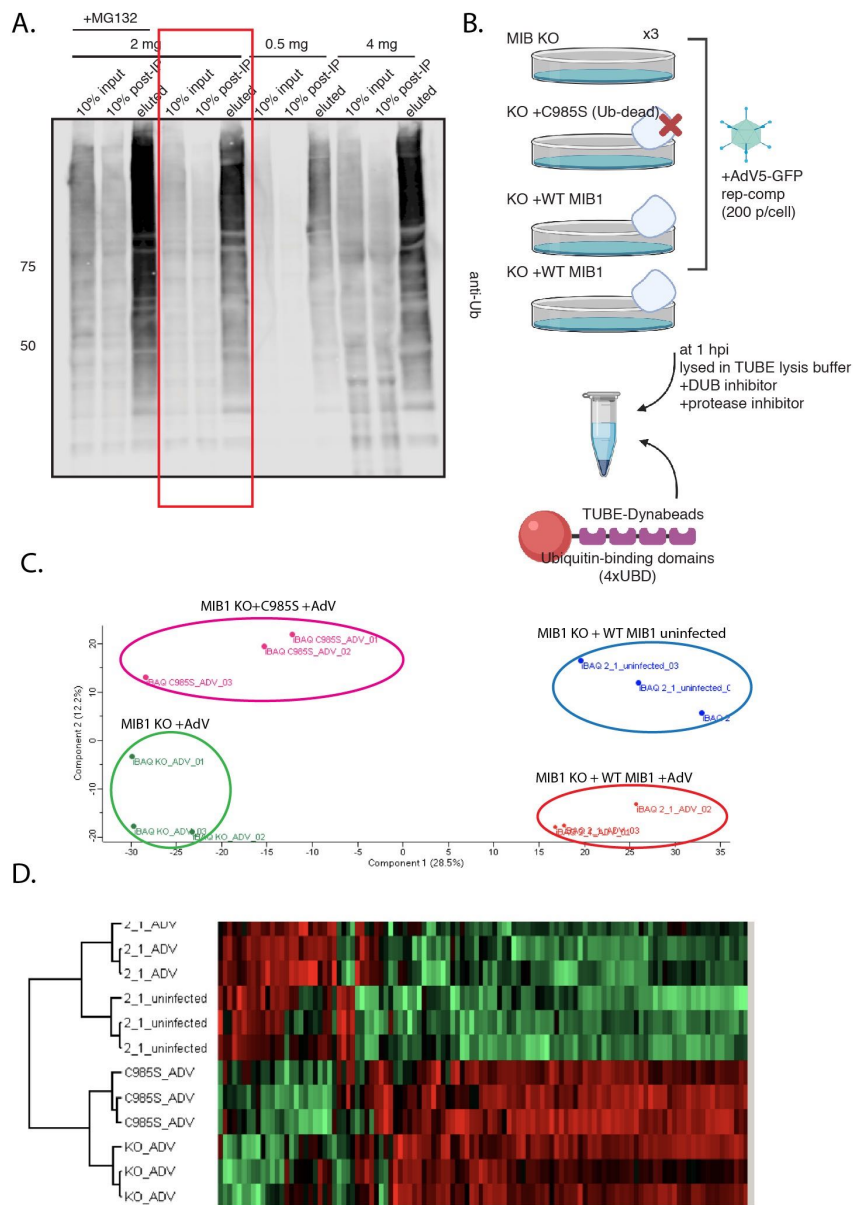 A.
+MG132
2 mg
0.5 mg
4 mg
10% input
10% post-IP
eluted
10% input
10% post-IP
eluted
10% input
10% post-IP
eluted
10% input
10% post-IP
eluted
75
50
anti-Ub
B.
MIB KO
x3
KO +C985S (Ub-dead)
KO +WT MIB1
KO +WT MIB1
+AdV5-GFP
rep-comp
(200 p/cell)
at 1 hpi
lysed in TUBE lysis buffer
+DUB inhibitor
+protease inhibitor
TUBE-Dynabeads
Ubiquitin-binding domains
(4xUBD)
C.
MIB1 KO+C985S +AdV
iBAQ C985S_ADV_01
iBAQ C985S_ADV_02
iBAQ C985S_ADV_03
MIB1 KO +AdV
iBAQ KO_ADV_01
iBAQ KO_ADV_03
iBAQ KO_ADV_02
MIB1 KO + WT MIB1 uninfected
iBAQ 2_1_uninfected_03
iBAQ 2_1_uninfected_0
iBAQ 2
MIB1 KO + WT MIB1 +AdV
iBAQ 2_1_ADV_02
iBAQ 2_1_ADV_03
Component 2 (12.2%)
20
10
0
-10
-20
-30
-25
-20
-15
-10
-5
0
5
10
15
20
25
30
35
Component 1 (28.5%)
D.
2_1_ADV
2_1_ADV
2_1_ADV
2_1_uninfected
2_1_uninfected
2_1_uninfected
C985S_ADV
C985S_ADV
C985S_ADV
KO_ADV
KO_ADV
KO_ADV